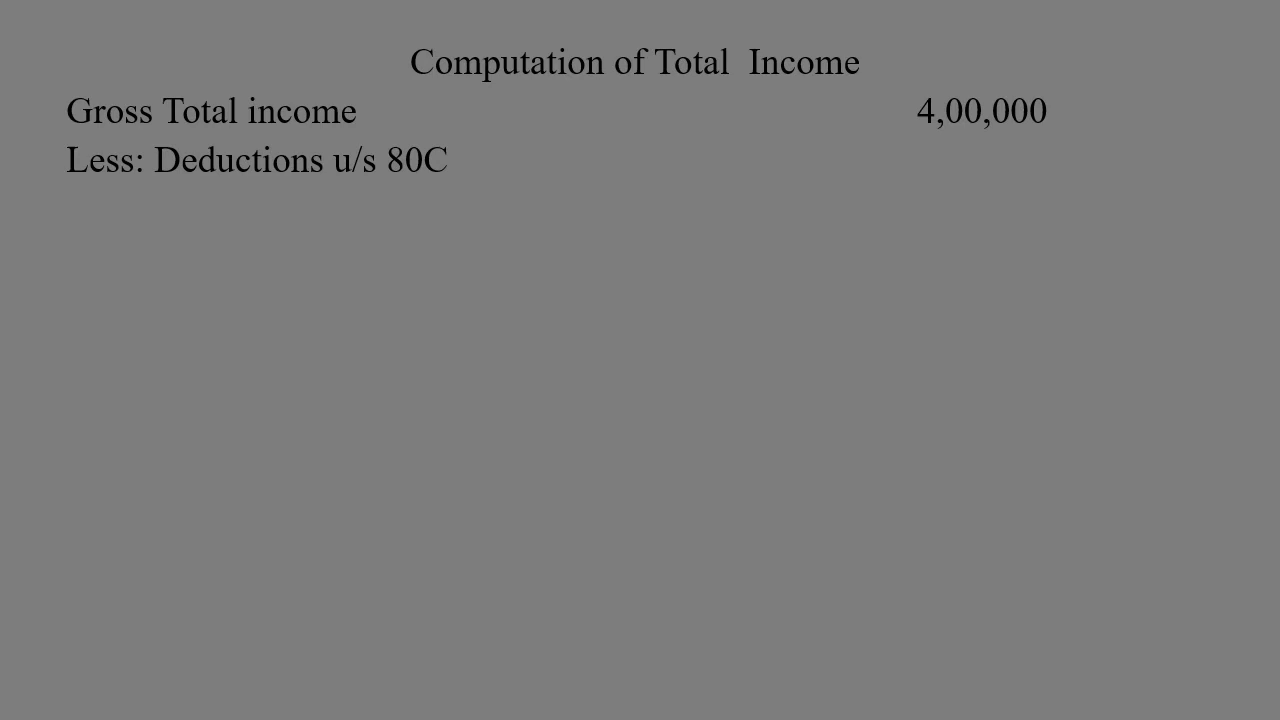 Computation of Total  Income
Gross Total income 4,00,000
Less: Deductions u/s 80C